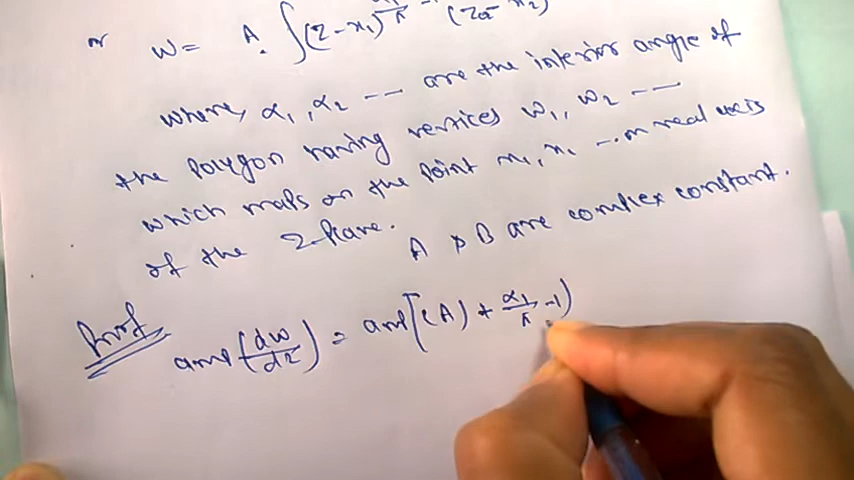 or W = A. ∫(z-x₁)^(α₁/π -1 (z - x₂)
where, α₁, α₂ -- are the interior angle of
the polygon having vertices w₁, w₂ --
which maps on the point x₁, x₂ -- on real axis
of the z-plane. A & B are complex constant.
Proof amp(dw/dz) = amp[(A) + α₁/π -1)